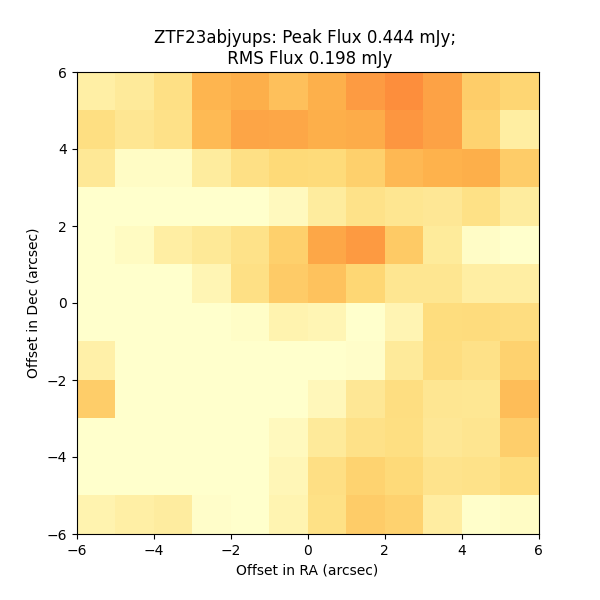 ZTF23abjyups: Peak Flux 0.444 mJy;
RMS Flux 0.198 mJy
6
4
2
0
−2
−4
−6
Offset in Dec (arcsec)
−6 −4 −2 0 2 4 6
Offset in RA (arcsec)